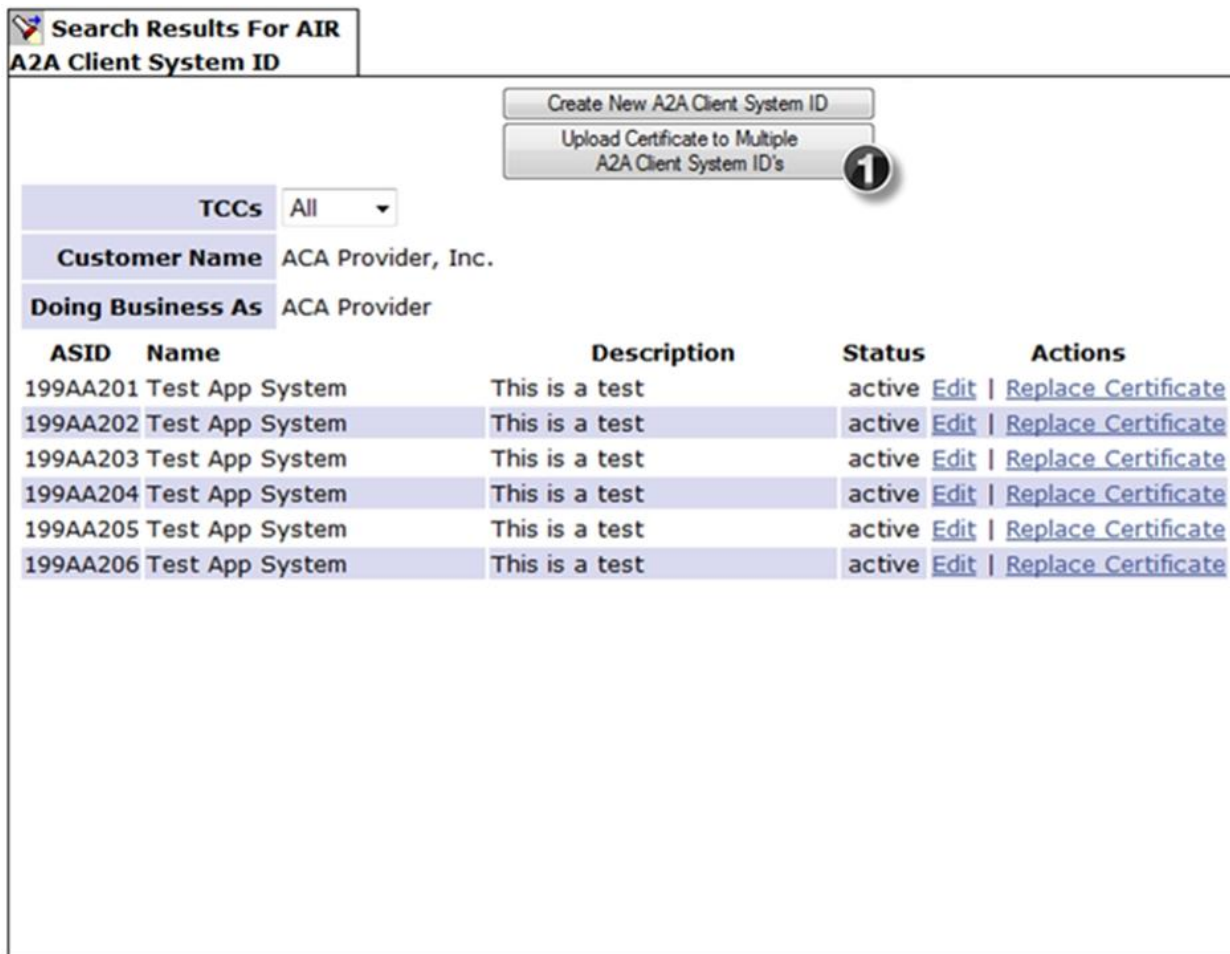 Search Results For AIR
A2A Client System ID
Create New A2A Client System ID
Upload Certificate to Multiple
A2A Client System ID's
1
TCCs All
Customer Name ACA Provider, Inc.
Doing Business As ACA Provider
ASID Name Description Status Actions
199AA201 Test App System This is a test active Edit | Replace Certificate
199AA202 Test App System This is a test active Edit | Replace Certificate
199AA203 Test App System This is a test active Edit | Replace Certificate
199AA204 Test App System This is a test active Edit | Replace Certificate
199AA205 Test App System This is a test active Edit | Replace Certificate
199AA206 Test App System This is a test active Edit | Replace Certificate